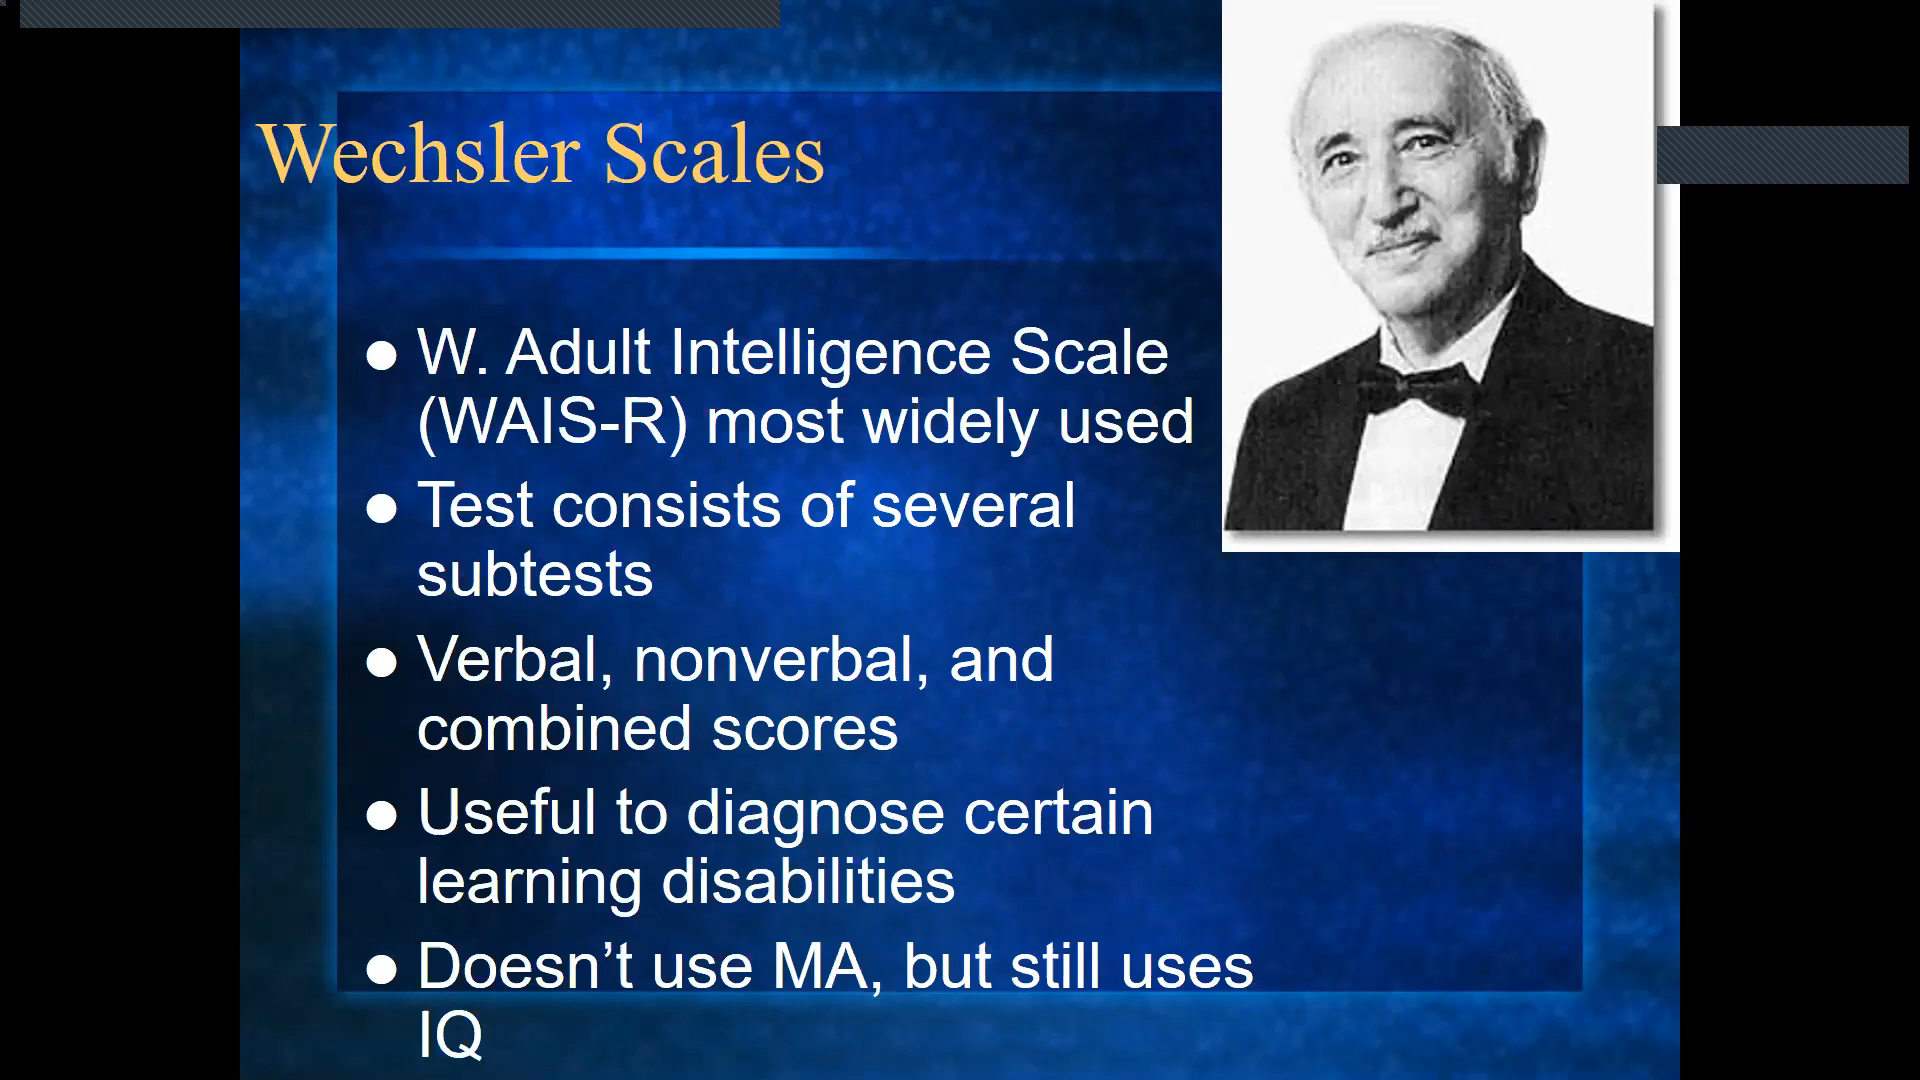 Wechsler Scales
● W. Adult Intelligence Scale
(WAIS-R) most widely used
● Test consists of several
subtests
● Verbal, nonverbal, and
combined scores
● Useful to diagnose certain
learning disabilities
● Doesn’t use MA, but still uses
IQ